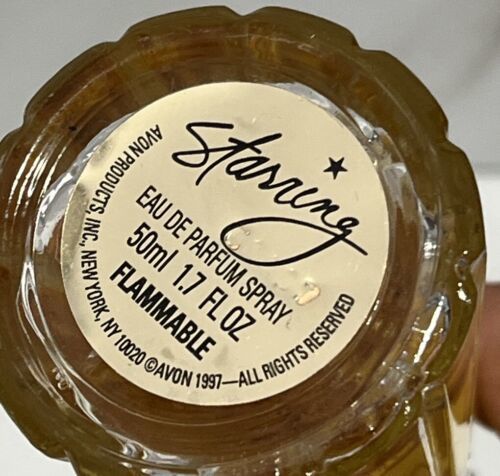 Starring
EAU DE PARFUM SPRAY
50ml 1.7 FL OZ
FLAMMABLE
AVON PRODUCTS, INC., NEW YORK, NY 10020 ©AVON 1997—ALL RIGHTS RESERVED